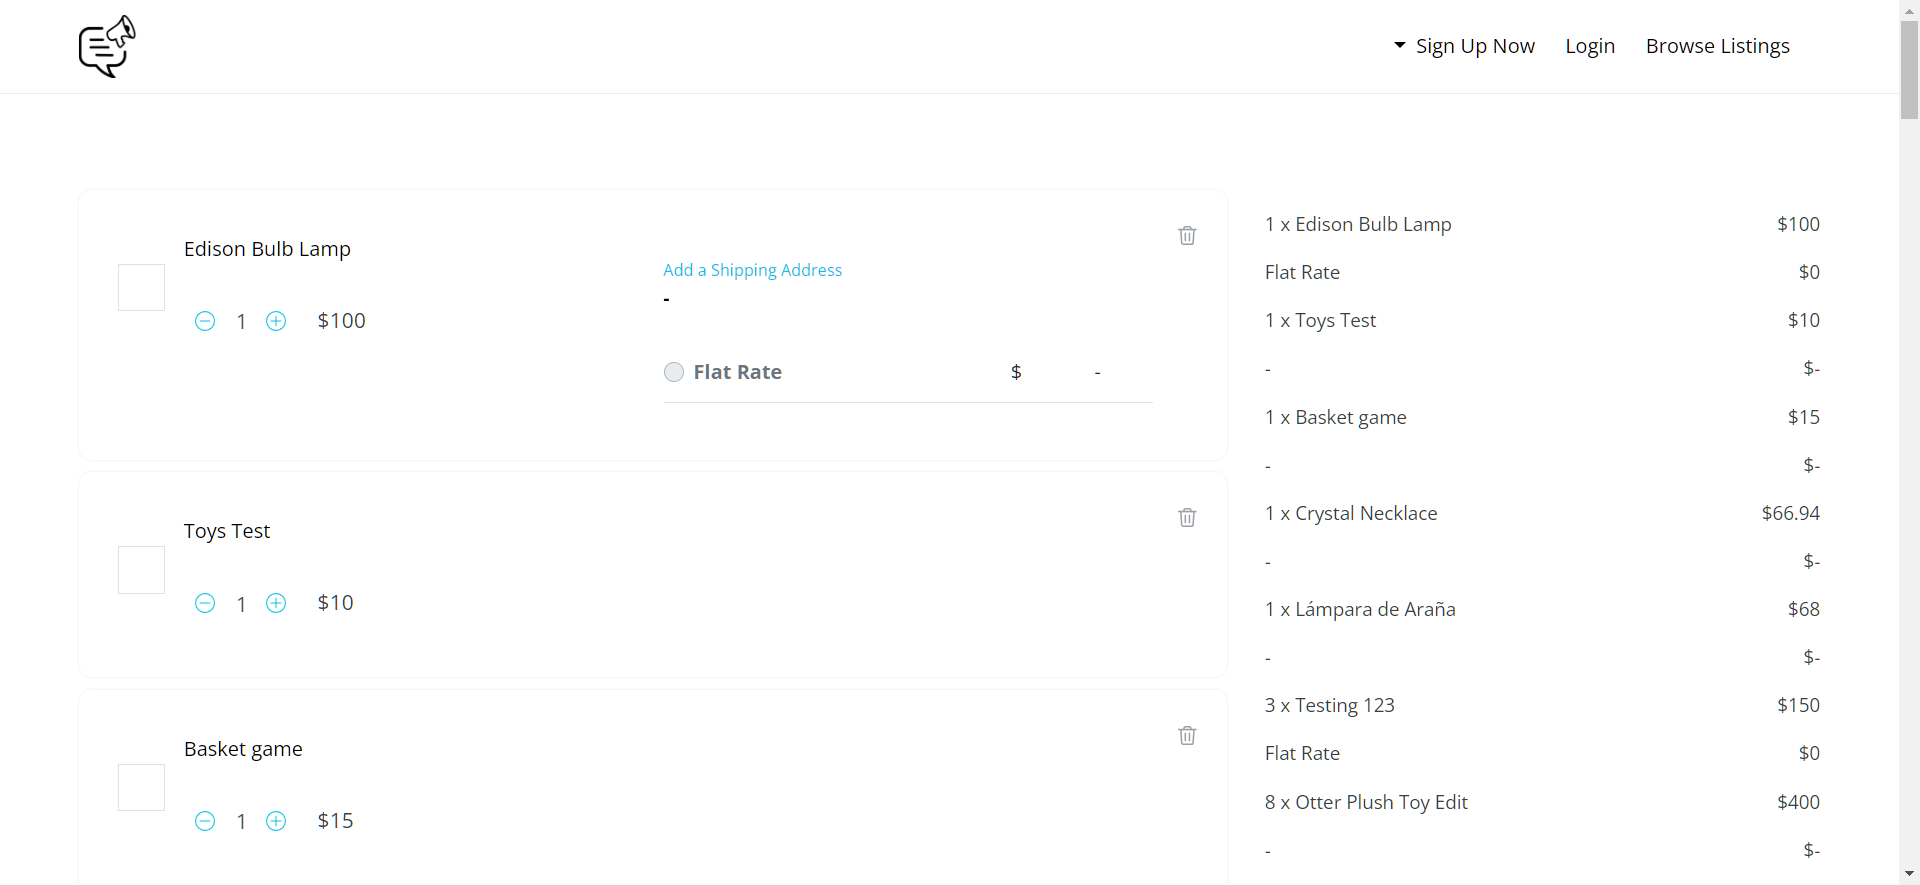 Sign Up Now Login Browse Listings
Edison Bulb Lamp
Add a Shipping Address
-
1 $100
Flat Rate $ -
Toys Test
1 $10
Basket game
1 $15
1 x Edison Bulb Lamp $100
Flat Rate $0
1 x Toys Test $10
- $-
1 x Basket game $15
- $-
1 x Crystal Necklace $66.94
- $-
1 x Lámpara de Araña $68
- $-
3 x Testing 123 $150
Flat Rate $0
8 x Otter Plush Toy Edit $400
- $-